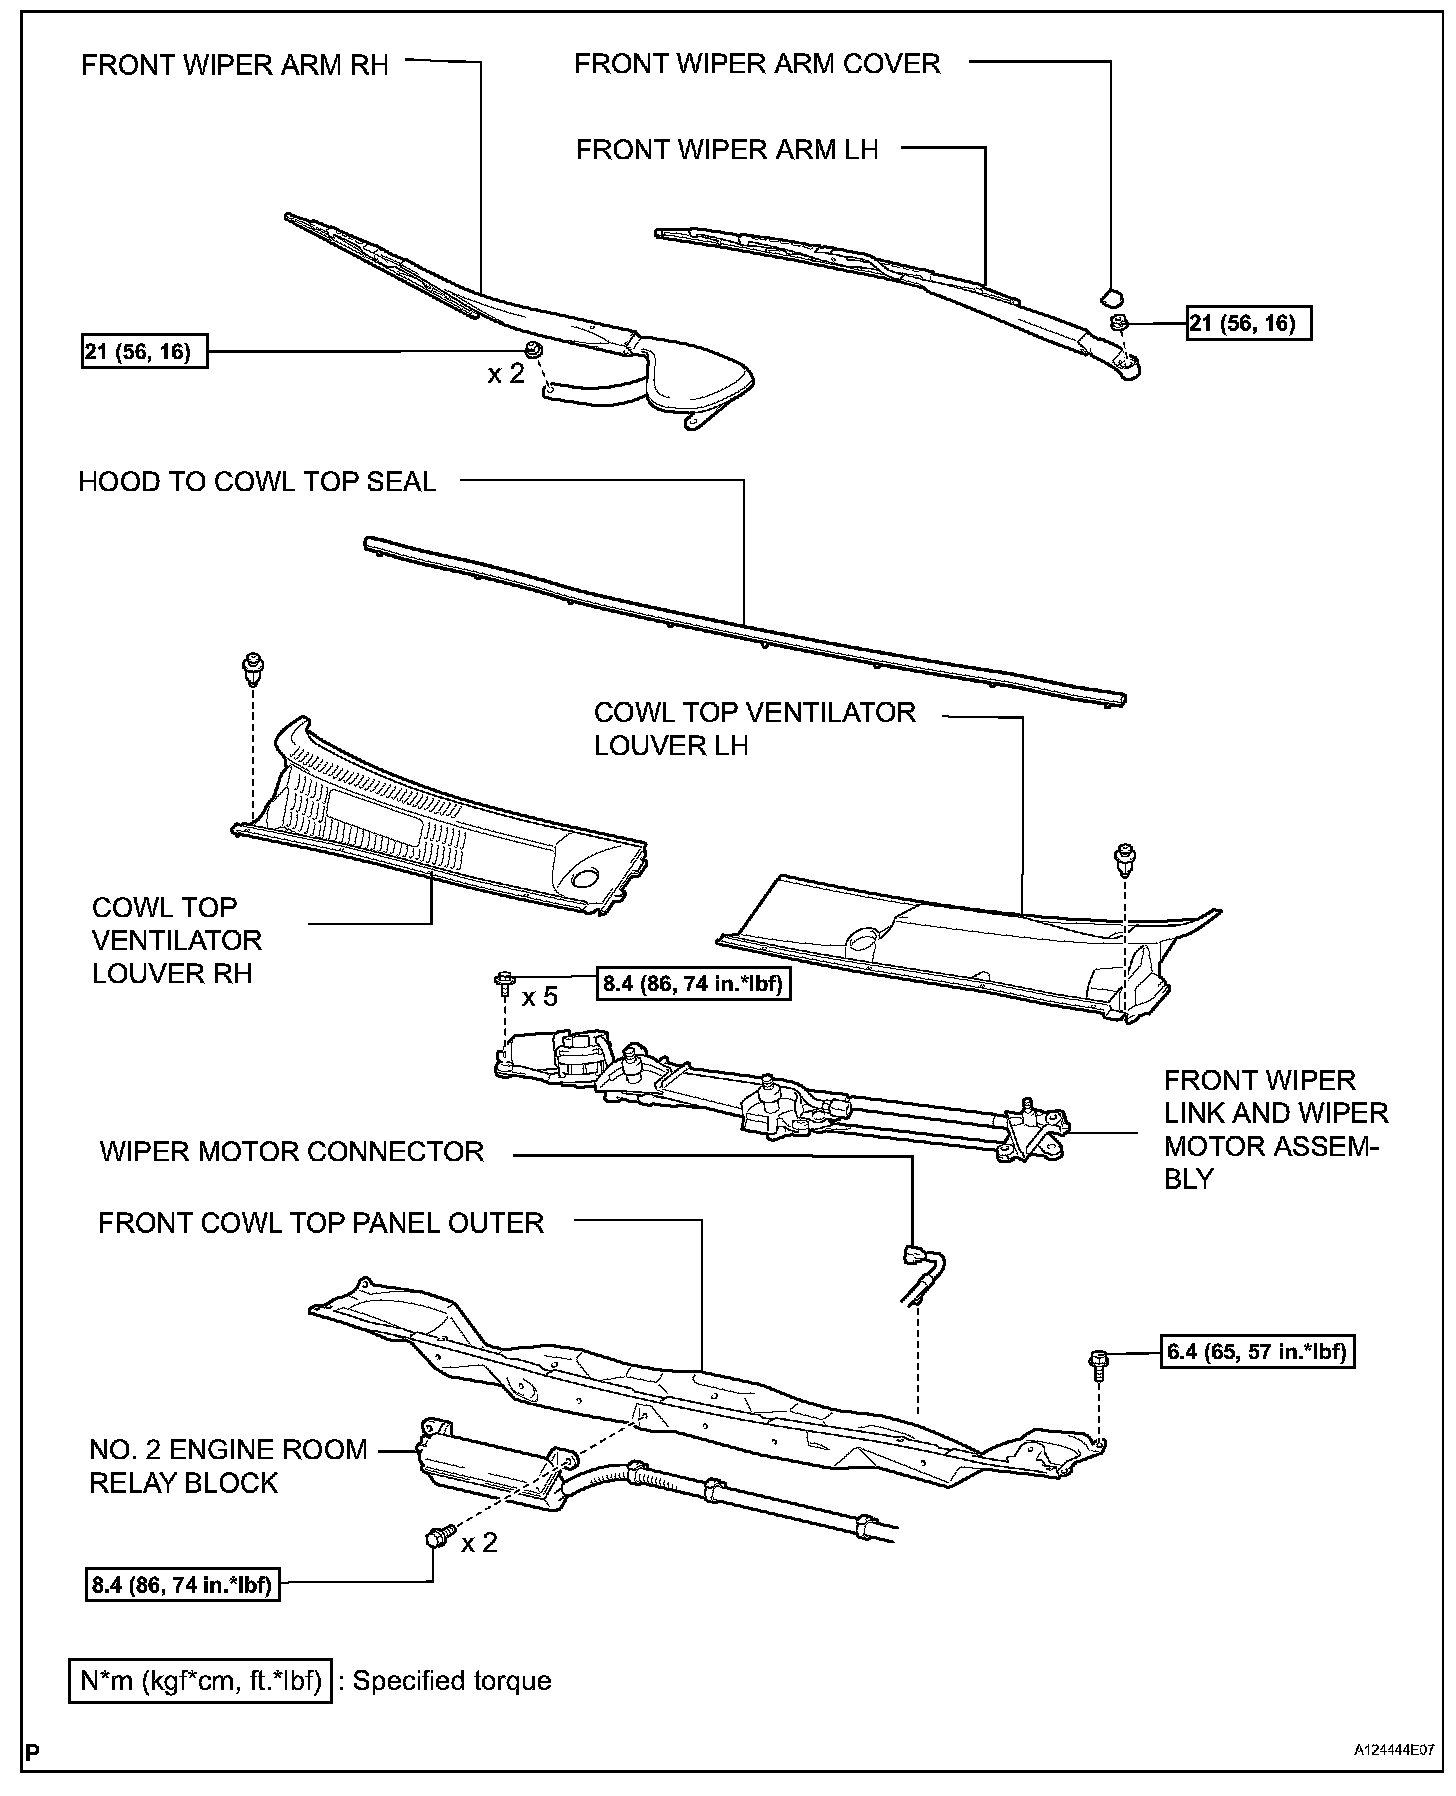 FRONT WIPER ARM RH
FRONT WIPER ARM COVER
FRONT WIPER ARM LH
21 (56, 16)
21 (56, 16)
x 2
HOOD TO COWL TOP SEAL
COWL TOP VENTILATOR
LOUVER LH
COWL TOP
VENTILATOR
LOUVER RH
8.4 (86, 74 in.*lbf)
x 5
FRONT WIPER
LINK AND WIPER
MOTOR ASSEM-
BLY
WIPER MOTOR CONNECTOR
FRONT COWL TOP PANEL OUTER
6.4 (65, 57 in.*lbf)
NO. 2 ENGINE ROOM
RELAY BLOCK
x 2
8.4 (86, 74 in.*lbf)
N*m (kgf*cm, ft.*lbf) : Specified torque
P
A124444E07